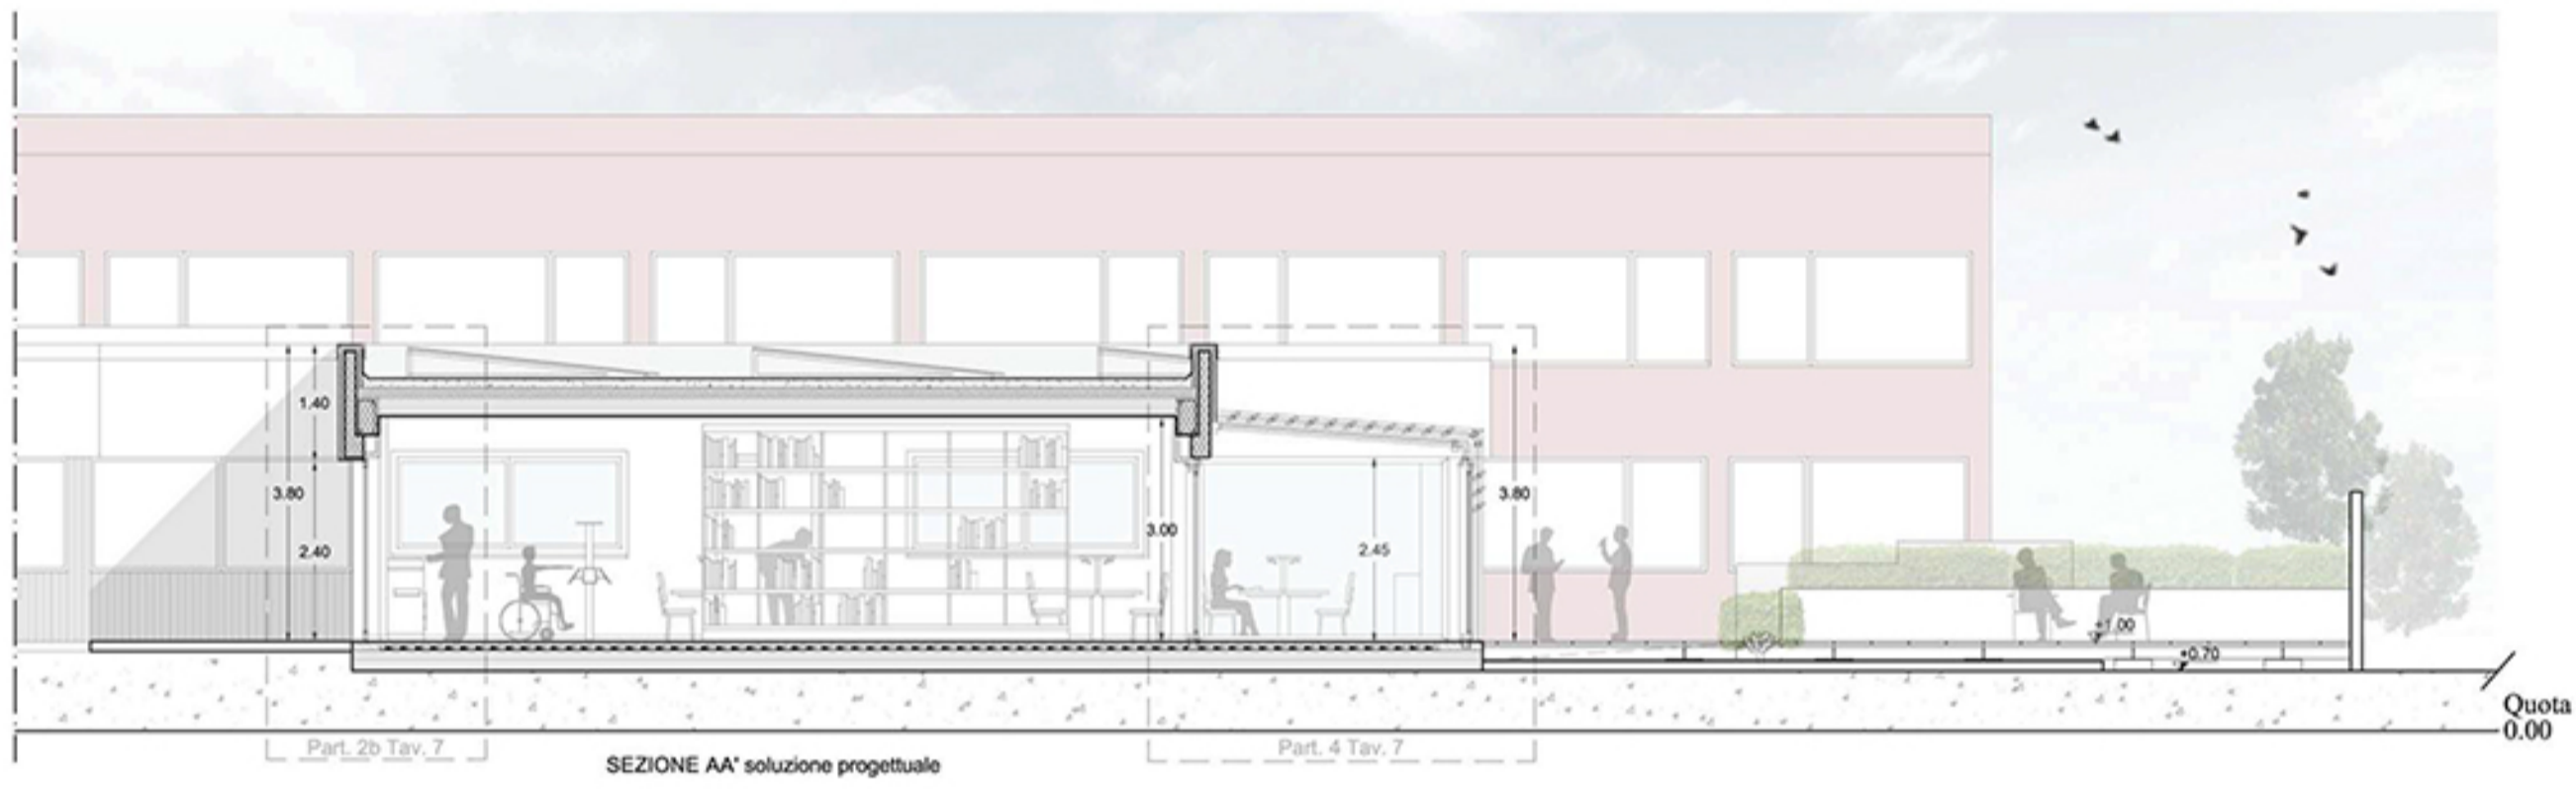 1.40
3.80
2.40
3.00
2.45
3.80
+1.00
+0.70
Quota
0.00
Part. 2b Tav. 7
Part. 4 Tav. 7
SEZIONE AA" soluzione progettuale